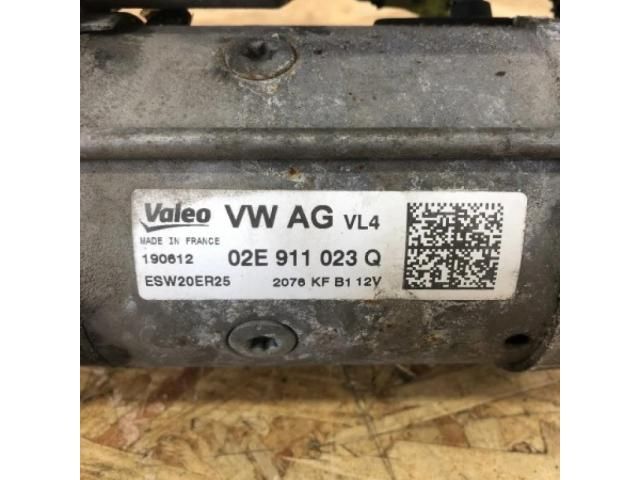 Valeo VW AG VL4
MADE IN FRANCE
190612 02E 911 023 Q
ESW20ER25 2076 KF B1 12V